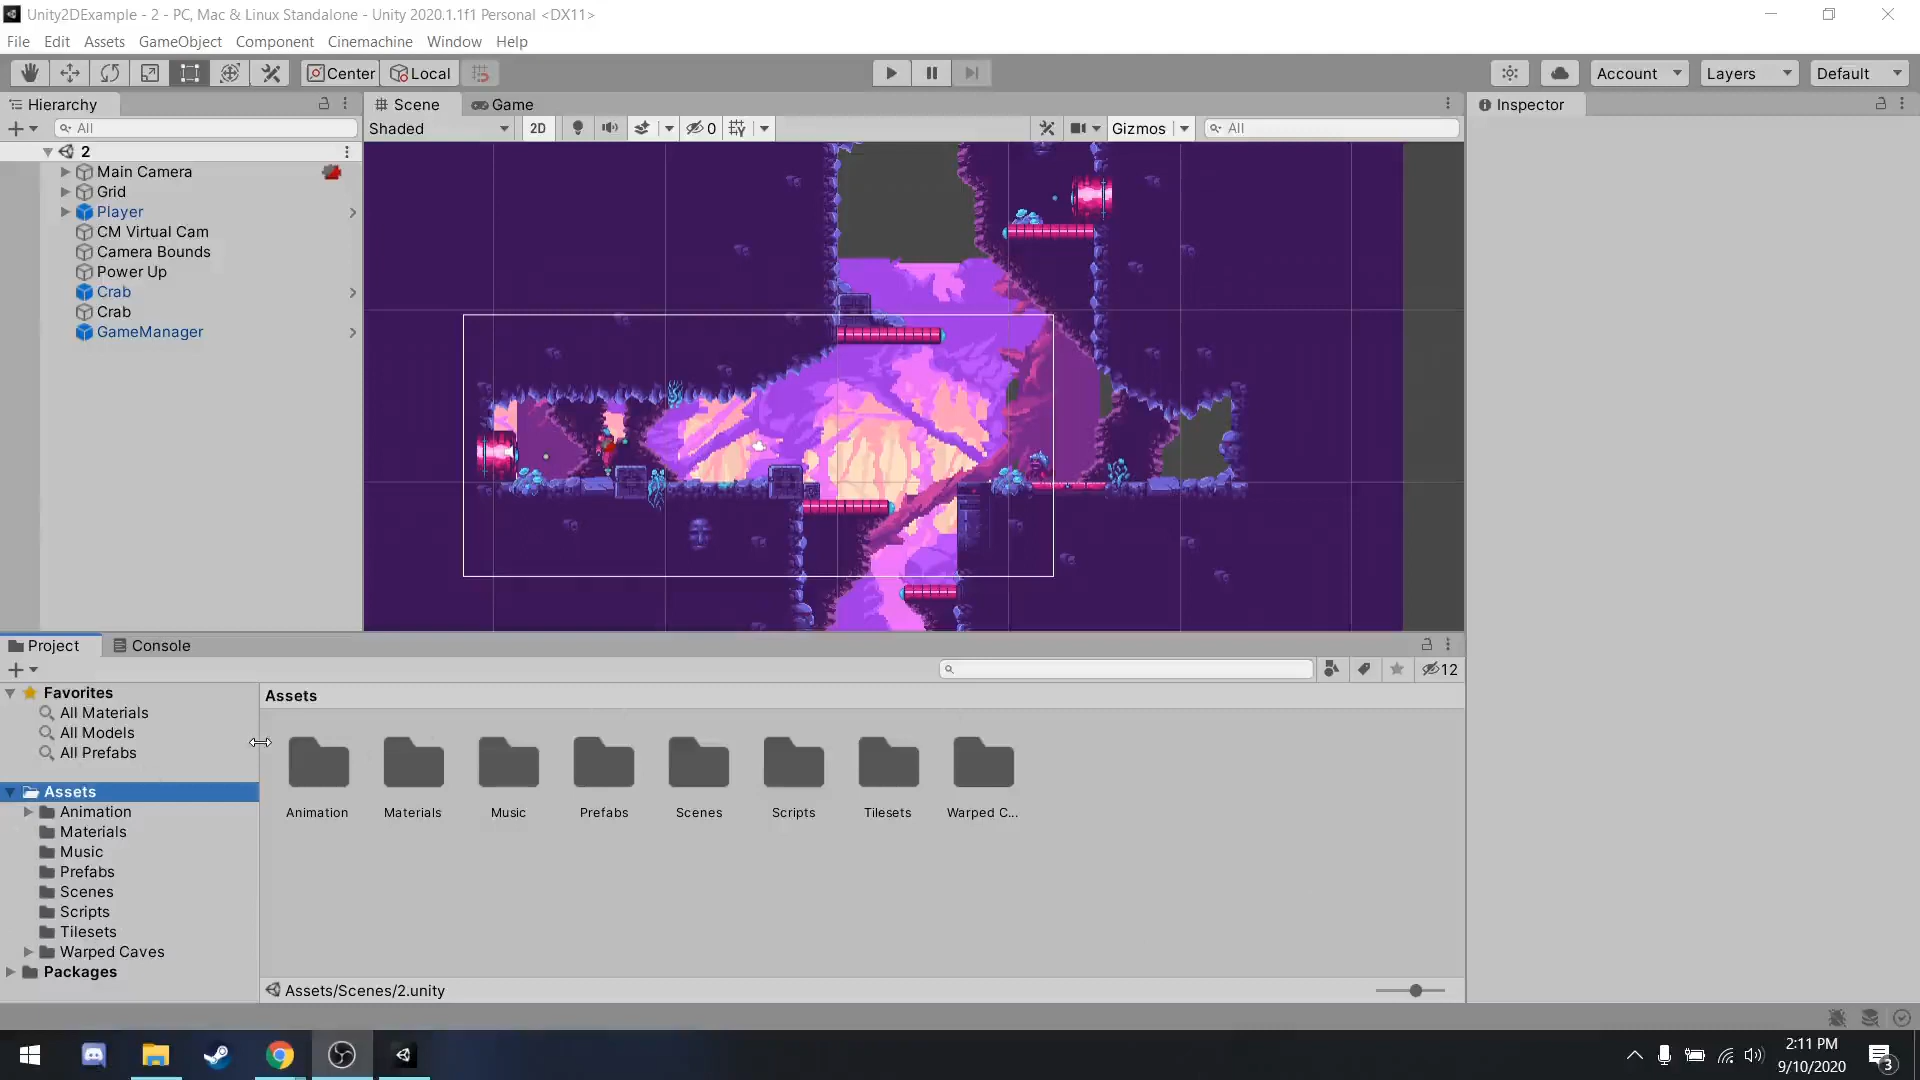 Unity2DExample - 2 - PC, Mac & Linux Standalone - Unity 2020.1.1f1 Personal <DX11>
File Edit Assets GameObject Component Cinemachine Window Help
Center Local Account Layers Default
Hierarchy
All
2
Main Camera
Grid
Player
CM Virtual Cam
Camera Bounds
Power Up
Crab
Crab
GameManager
Scene Game
Shaded 2D 0 Gizmos All
Inspector
Project Console
12
Favorites
All Materials
All Models
All Prefabs
Assets
Animation
Materials
Music
Prefabs
Scenes
Scripts
Tilesets
Warped Caves
Packages
Assets
Animation Materials Music Prefabs Scenes Scripts Tilesets Warped C...
Assets/Scenes/2.unity
2:11 PM
9/10/2020
3